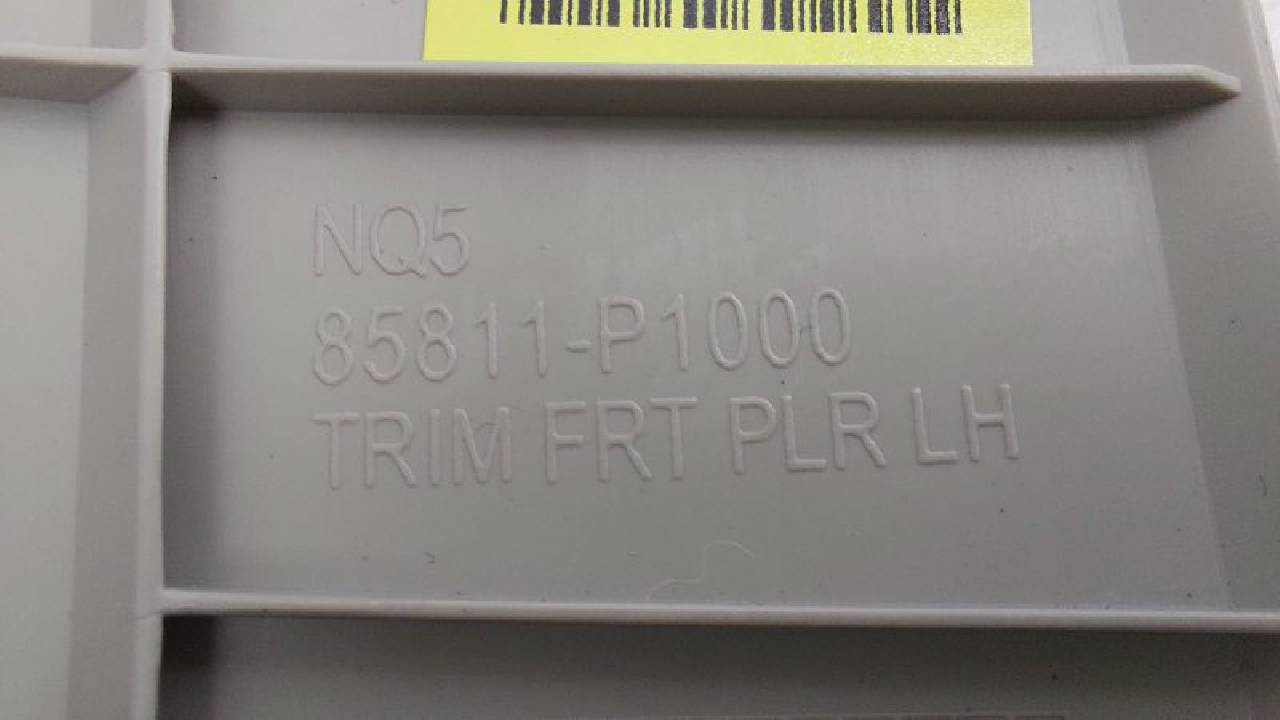 NQ5
85811-P1000
TRIM FRT PLR LH